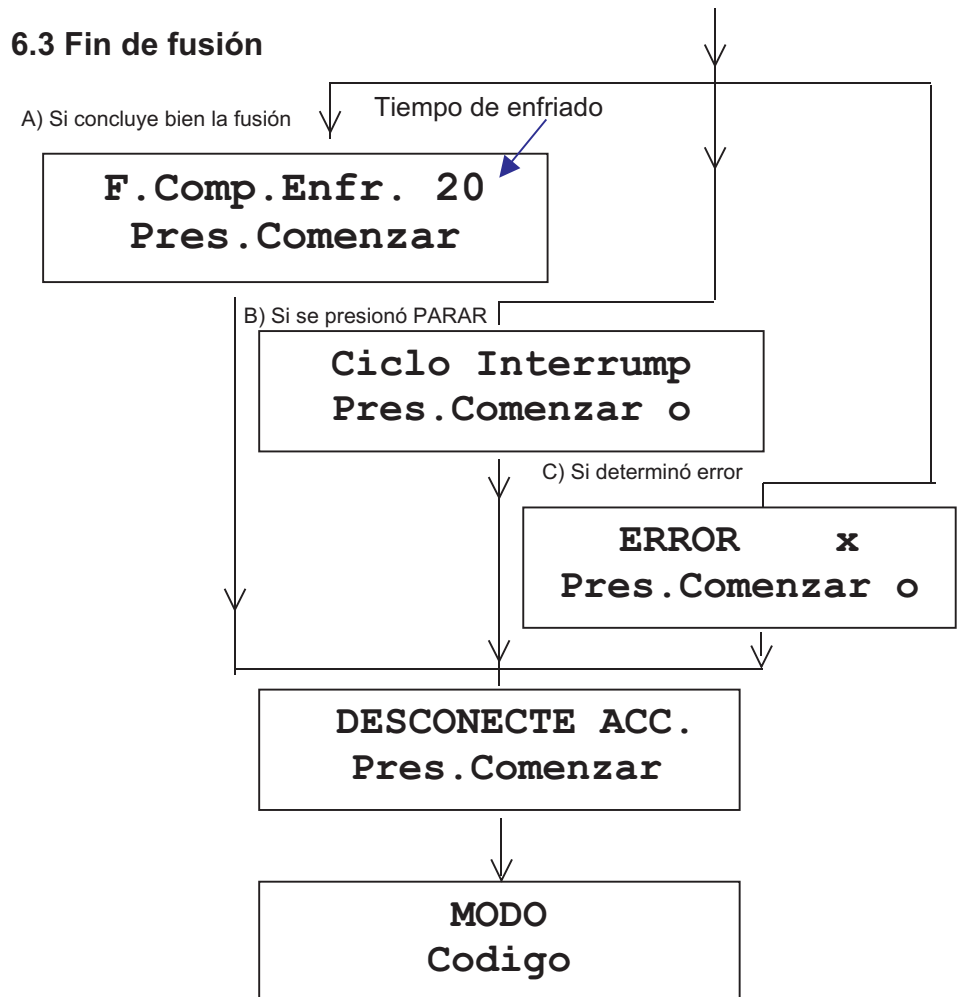 6.3 Fin de fusión
A) Si concluye bien la fusión
Tiempo de enfriado
F.Comp.Enfr. 20
Pres.Comenzar
B) Si se presionó PARAR
Ciclo Interrump
Pres.Comenzar o
C) Si determinó error
ERROR x
Pres.Comenzar o
DESCONECTE ACC.
Pres.Comenzar
MODO
Codigo